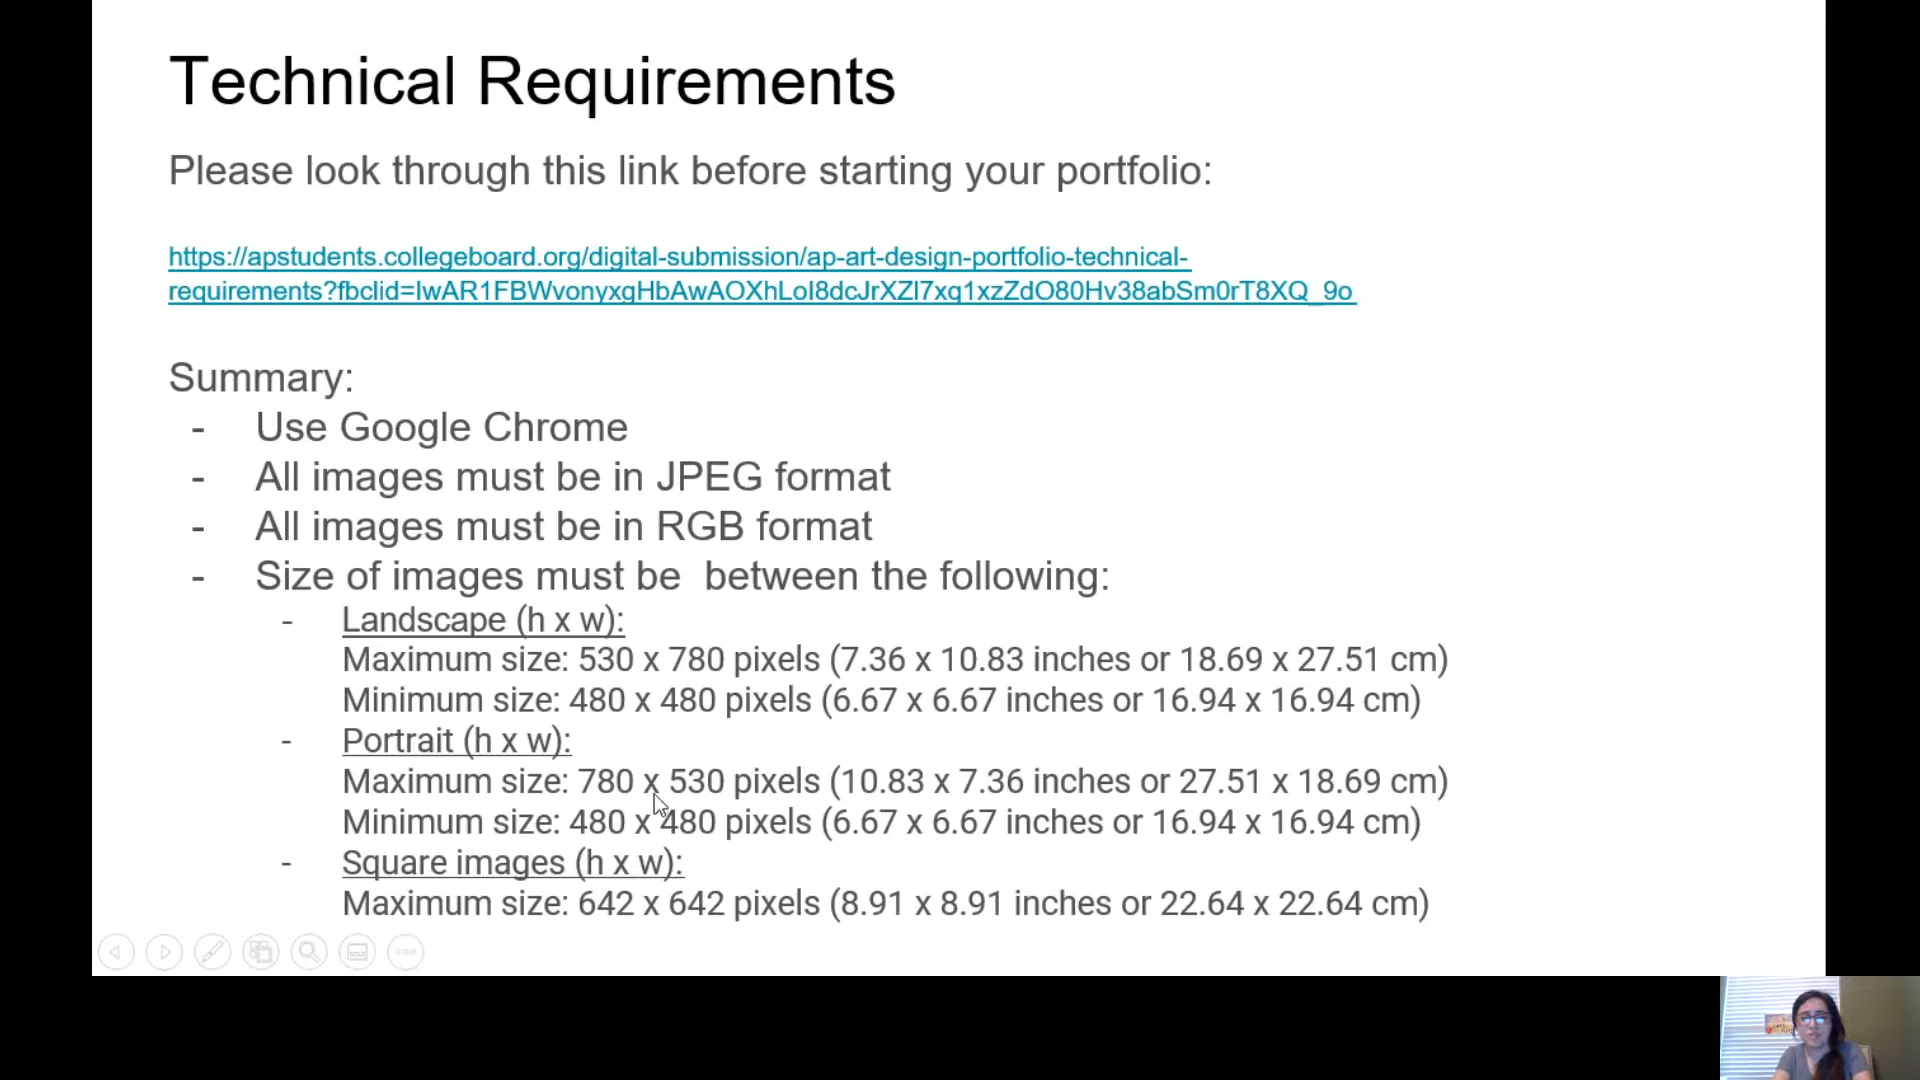 Technical Requirements
Please look through this link before starting your portfolio:
https://apstudents.collegeboard.org/digital-submission/ap-art-design-portfolio-technical-
requirements?fbclid=IwAR1FBWvonyxgHbAwAOXhLoI8dcJrXZl7xq1xzZdO80Hv38abSm0rT8XQ_9o
Summary:
- Use Google Chrome
- All images must be in JPEG format
- All images must be in RGB format
- Size of images must be  between the following:
- Landscape (h x w):
Maximum size: 530 x 780 pixels (7.36 x 10.83 inches or 18.69 x 27.51 cm)
Minimum size: 480 x 480 pixels (6.67 x 6.67 inches or 16.94 x 16.94 cm)
- Portrait (h x w):
Maximum size: 780 x 530 pixels (10.83 x 7.36 inches or 27.51 x 18.69 cm)
Minimum size: 480 x 480 pixels (6.67 x 6.67 inches or 16.94 x 16.94 cm)
- Square images (h x w):
Maximum size: 642 x 642 pixels (8.91 x 8.91 inches or 22.64 x 22.64 cm)